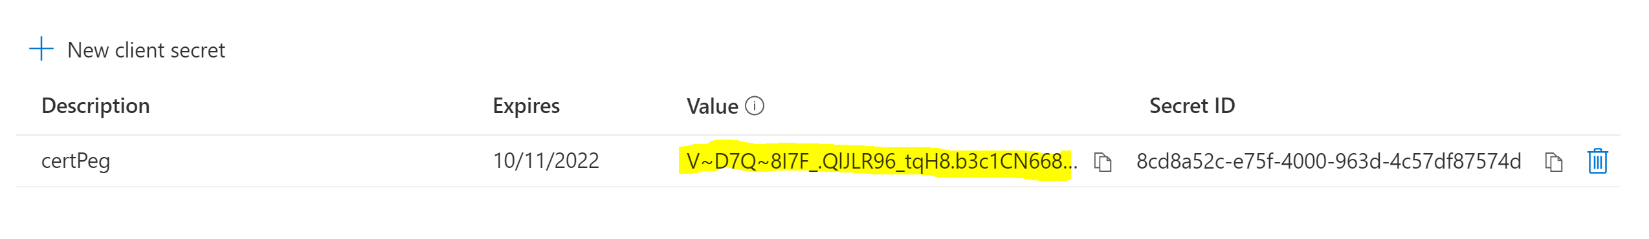 New client secret
Description Expires Value Secret ID
certPeg 10/11/2022 V~D7Q~8I7F_.QIJLR96_tqH8.b3c1CN668... 8cd8a52c-e75f-4000-963d-4c57df87574d